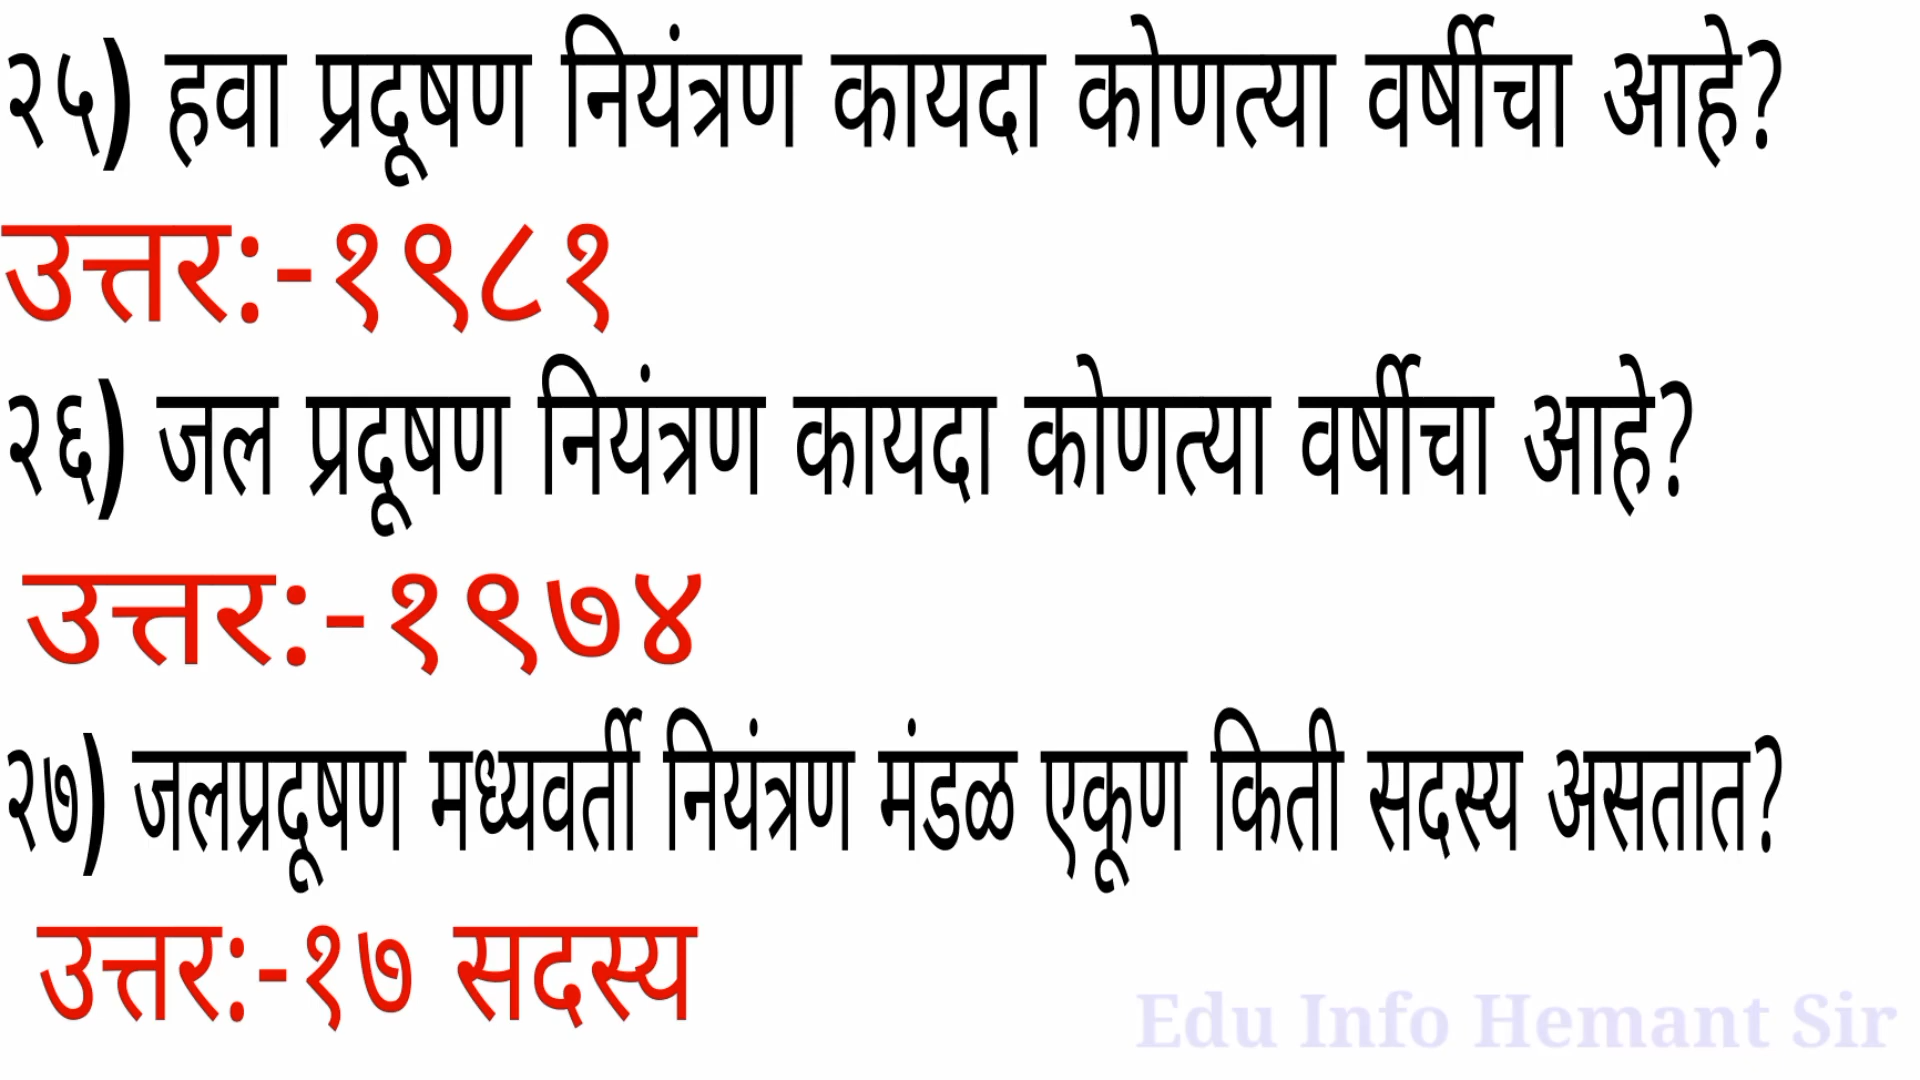 २५) हवा प्रदूषण नियंत्रण कायदा कोणत्या वर्षीचा आहे?
उत्तर:-१९८१
२६) जल प्रदूषण नियंत्रण कायदा कोणत्या वर्षीचा आहे?
उत्तर:-१९७४
२७) जलप्रदूषण मध्यवर्ती नियंत्रण मंडळ एकूण किती सदस्य असतात?
उत्तर:-१७ सदस्य
Edu Info Hemant Sir